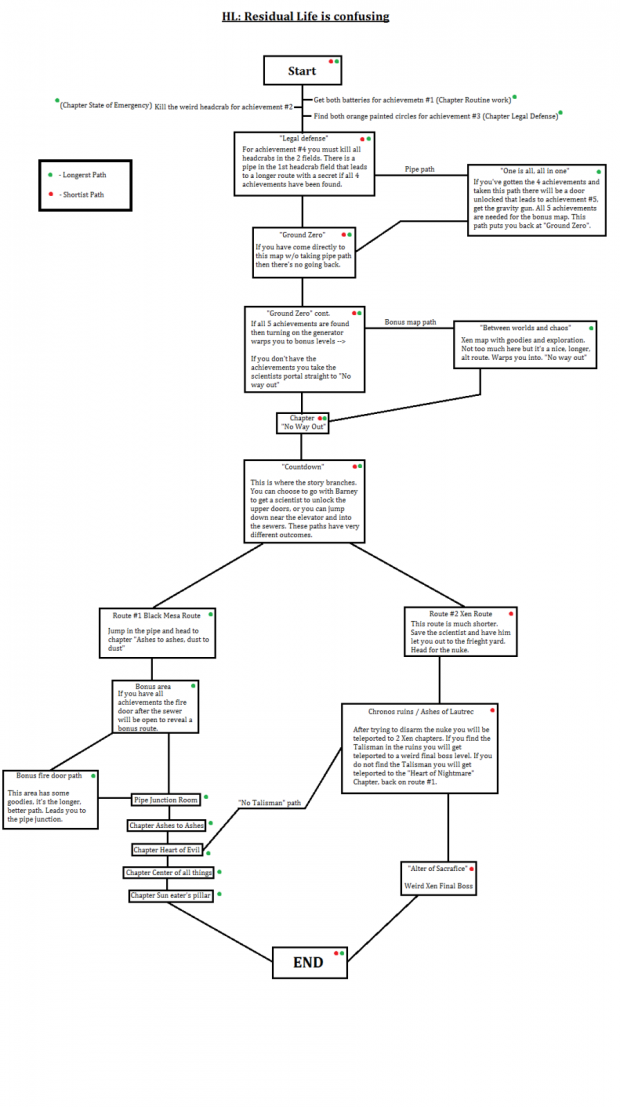 HL: Residual Life is confusing
Start
Get both batteries for achievemetn #1 (Chapter Routine work)
(Chapter State of Emergency) Kill the weird headcrab for achievement #2
Find both orange painted circles for achievement #3 (Chapter Legal Defense)
- Longerst Path
- Shortist Path
"Legal defense"
For achievement #4 you must kill all
headcrabs in the 2 fields. There is a
pipe in the 1st headcrab field that leads
to a longer route with a secret if all 4
achievements have been found.
Pipe path
"One is all, all in one"
If you've gotten the 4 achievements and
taken this path there will be a door
unlocked that leads to achievement #5,
get the gravity gun. All 5 achievements
are needed for the bonus map. This
path puts you back at "Ground Zero".
"Ground Zero"
If you have come directly to
this map w/o taking pipe path
then there's no going back.
"Ground Zero" cont.
If all 5 achievements are found
then turning on the generator
warps you to bonus levels -->
If you don't have the
achievements you take the
scientists portal straight to "No
way out"
Bonus map path
"Between worlds and chaos"
Xen map with goodies and exploration.
Not too much here but it's a nice, longer,
alt route. Warps you into. "No way out"
Chapter
"No Way Out"
"Countdown"
This is where the story branches.
You can choose to go with Barney
to get a scientist to unlock the
upper doors, or you can jump
down near the elevator and into
the sewers. These paths have very
different outcomes.
Route #1 Black Mesa Route
Jump in the pipe and head to
chapter "Ashes to ashes, dust to
dust"
Route #2 Xen Route
This route is much shorter.
Save the scientist and have him
let you out to the frieght yard.
Head for the nuke.
Bonus area
If you have all
achievements the fire
door after the sewer
will be open to reveal a
bonus route.
Chronos ruins / Ashes of Lautrec
After trying to disarm the nuke you will be
teleported to 2 Xen chapters. If you find the
Talisman in the ruins you will get
teleported to a weird final boss level. If you
do not find the Talisman you will get
teleported to the "Heart of Nightmare"
Chapter, back on route #1.
Bonus fire door path
This area has some
goodies, it's the longer,
better path. Leads you to
the pipe junction.
Pipe Junction Room
"No Talisman" path
Chapter Ashes to Ashes
Chapter Heart of Evil
Chapter Center of all things
Chapter Sun eater's pillar
"Alter of Sacrafice"
Weird Xen Final Boss
END